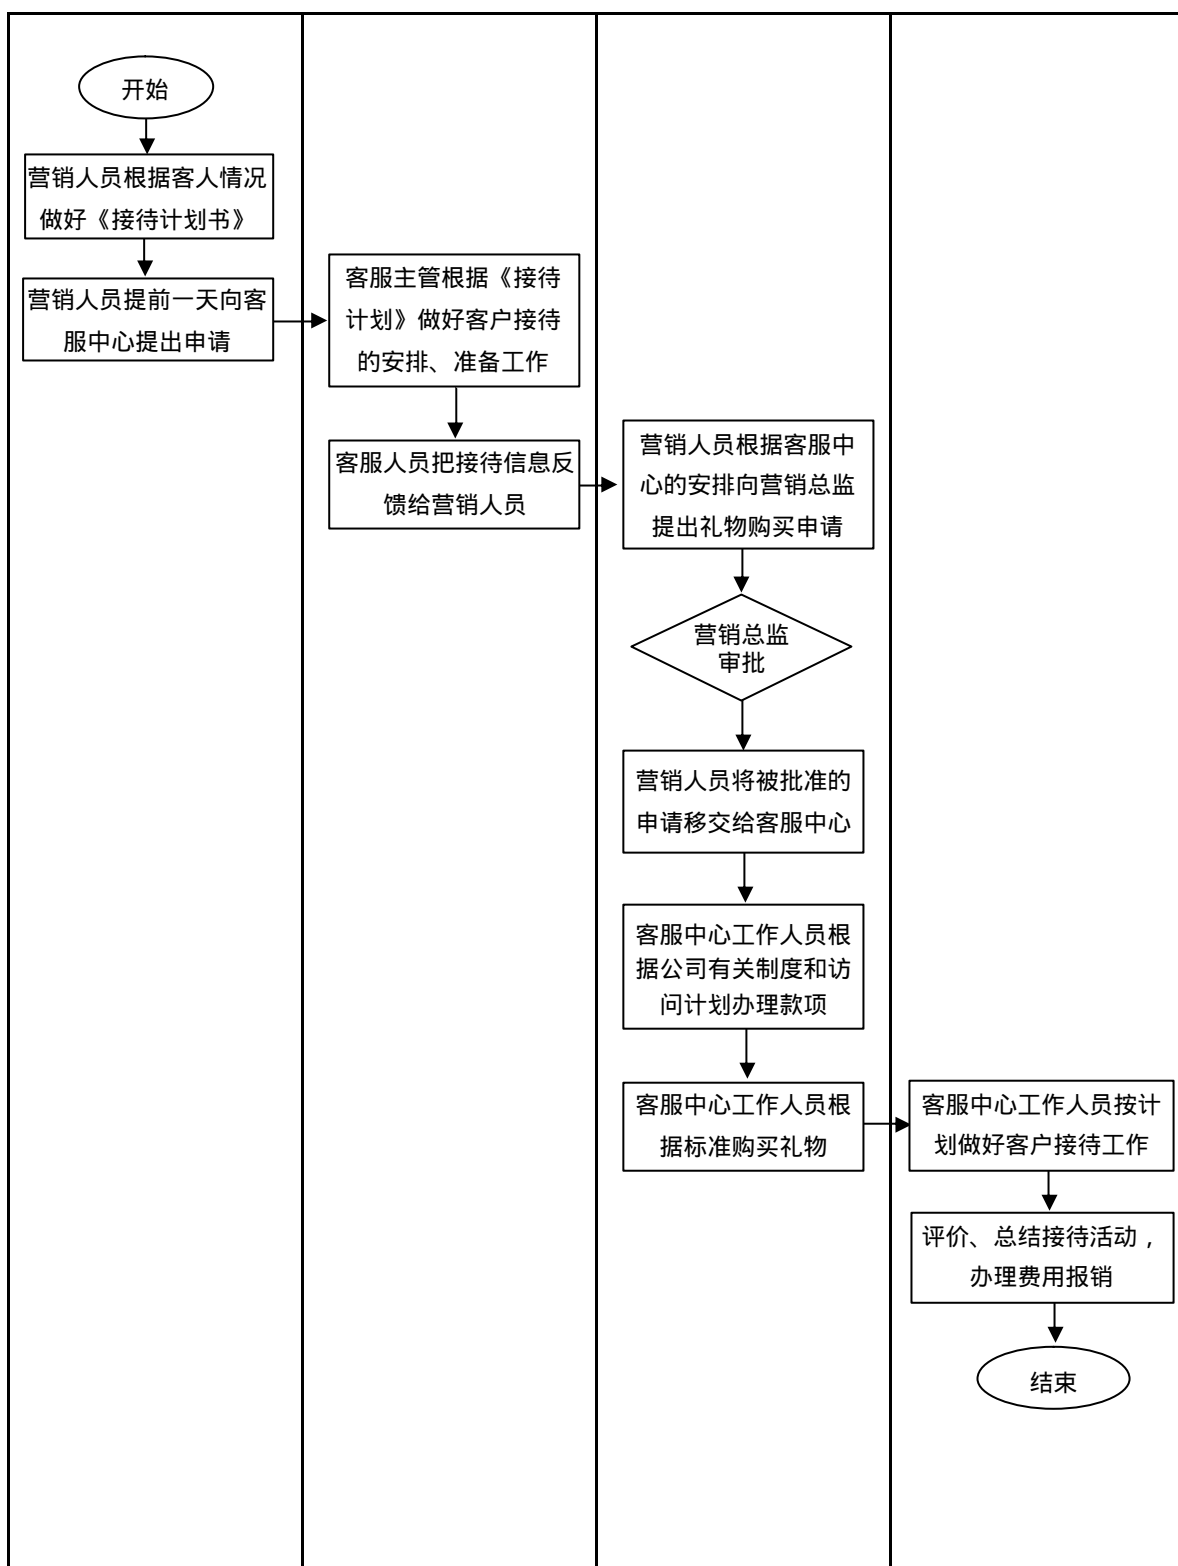 开始
营销人员根据客人情况
做好《接待计划书》
营销人员提前一天向客
服中心提出申请
客服主管根据《接待
计划》做好客户接待
的安排、准备工作
客服人员把接待信息反
馈给营销人员
营销人员根据客服中
心的安排向营销总监
提出礼物购买申请
营销总监
审批
营销人员将被批准的
申请移交给客服中心
客服中心工作人员根
据公司有关制度和访
问计划办理款项
客服中心工作人员根
据标准购买礼物
客服中心工作人员按计
划做好客户接待工作
评价、总结接待活动，
办理费用报销
结束